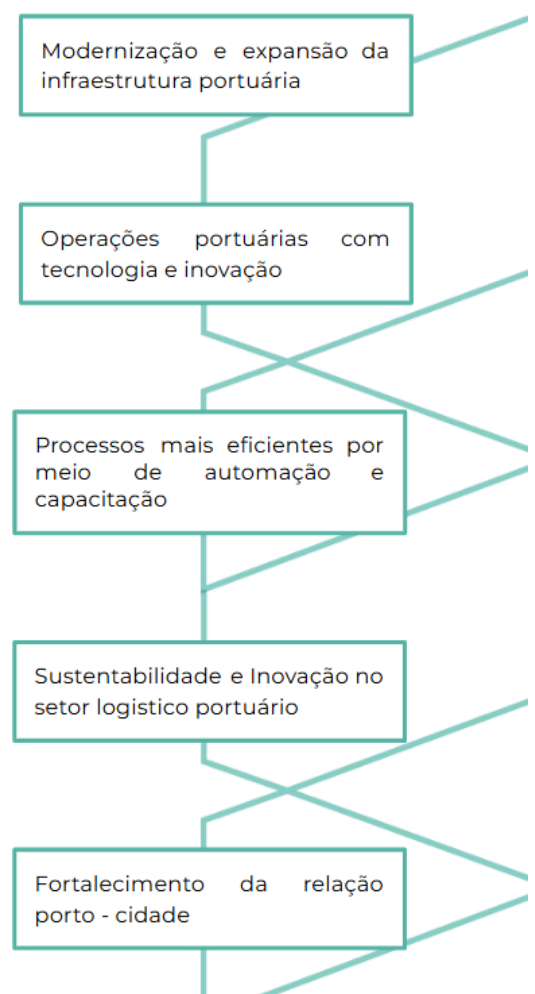 Modernização e expansão da
infraestrutura portuária
Operações portuárias com
tecnologia e inovação
Processos mais eficientes por
meio de automação e
capacitação
Sustentabilidade e Inovação no
setor logistico portuário
Fortalecimento da relação
porto - cidade